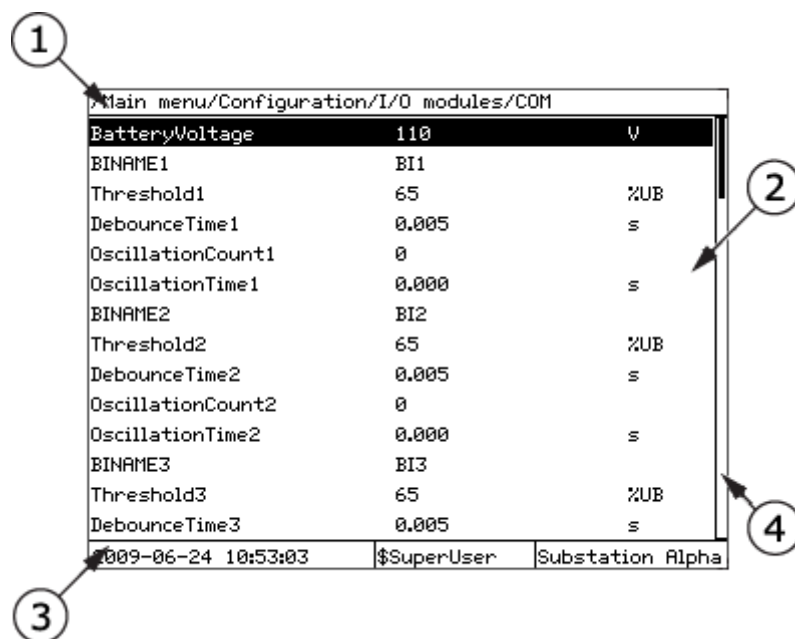 1
/Main menu/Configuration/I/O modules/COM
BatteryVoltage 110 V
BINAME1 BI1
Threshold1 65 %UB
DebounceTime1 0.005 s
2
OscillationCount1 0
OscillationTime1 0.000 s
BINAME2 BI2
Threshold2 65 %UB
DebounceTime2 0.005 s
OscillationCount2 0
OscillationTime2 0.000 s
BINAME3 BI3
Threshold3 65 %UB
DebounceTime3 0.005 s
4
2009-06-24 10:53:03 $SuperUser Substation Alpha
3